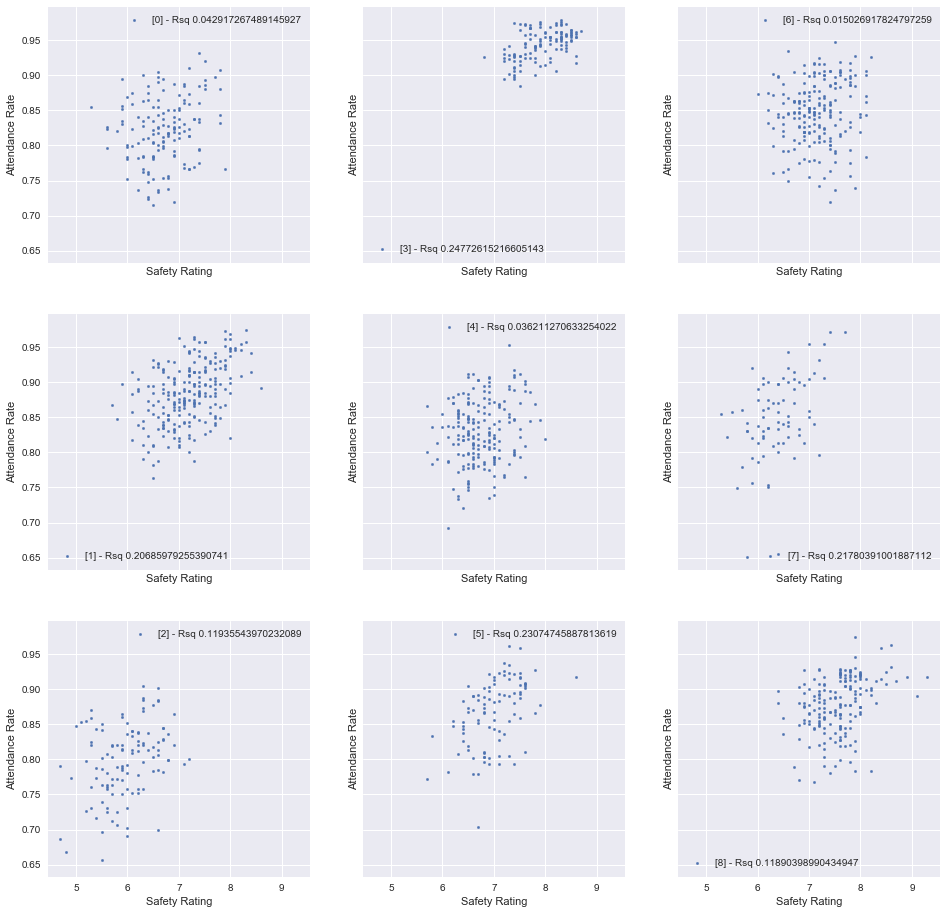 [0] - Rsq 0.042917267489145927
[3] - Rsq 0.24772615216605143
[6] - Rsq 0.015026917824797259
0.95
0.90
0.85
0.80
0.75
0.70
0.65
Attendance Rate
Attendance Rate
Attendance Rate
Safety Rating
Safety Rating
Safety Rating
[1] - Rsq 0.20685979255390741
[4] - Rsq 0.036211270633254022
[7] - Rsq 0.21780391001887112
0.95
0.90
0.85
0.80
0.75
0.70
0.65
Attendance Rate
Attendance Rate
Attendance Rate
Safety Rating
Safety Rating
Safety Rating
[2] - Rsq 0.11935543970232089
[5] - Rsq 0.23074745887813619
[8] - Rsq 0.11890398990434947
0.95
0.90
0.85
0.80
0.75
0.70
0.65
Attendance Rate
Attendance Rate
Attendance Rate
5 6 7 8 9
5 6 7 8 9
5 6 7 8 9
Safety Rating
Safety Rating
Safety Rating